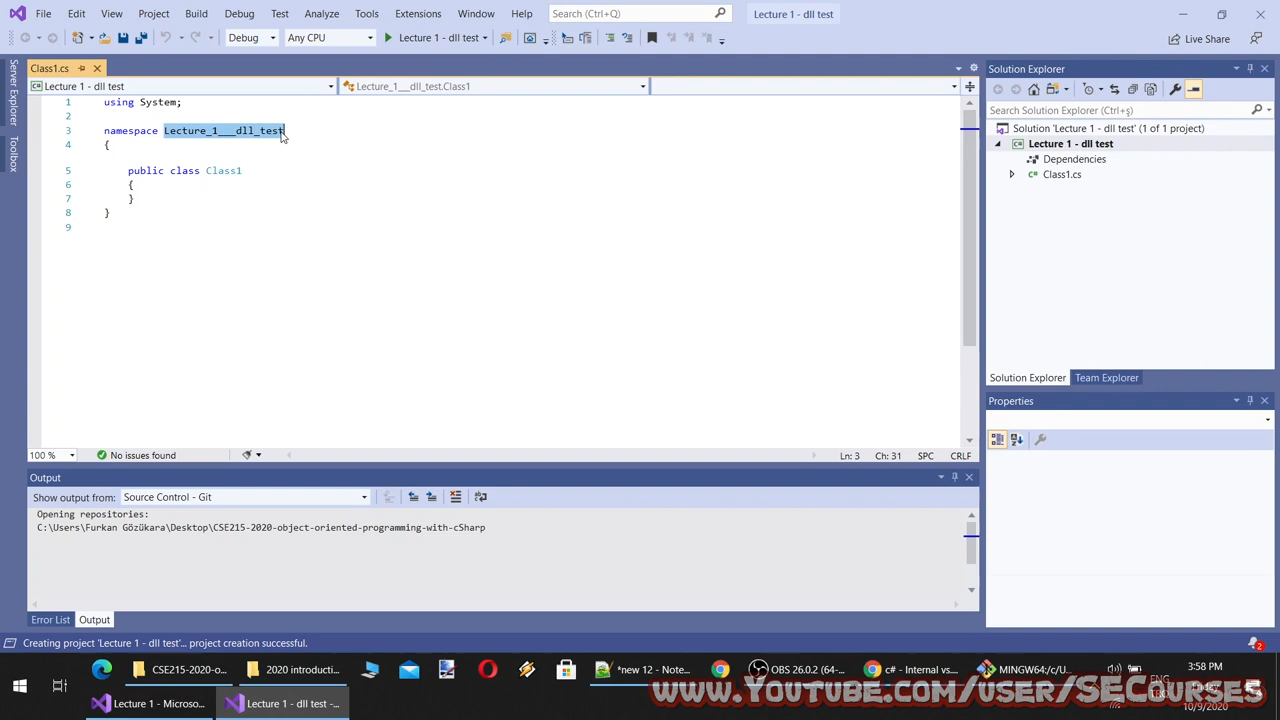 File Edit View Project Build Debug Test Analyze Tools Extensions Window Help Search (Ctrl+Q) Lecture 1 - dll test
Debug Any CPU Lecture 1 - dll test Live Share
Server Explorer
Toolbox
Class1.cs
Lecture 1 - dll test Lecture_1___dll_test.Class1
1 using System;
2
3 namespace Lecture_1___dll_test
4 {
5 public class Class1
6 {
7 }
8 }
9
100 % No issues found Ln: 3 Ch: 31 SPC CRLF
Solution Explorer
Search Solution Explorer (Ctrl+ş)
Solution 'Lecture 1 - dll test' (1 of 1 project)
Lecture 1 - dll test
Dependencies
Class1.cs
Solution Explorer Team Explorer
Properties
Output
Show output from: Source Control - Git
Opening repositories:
C:\Users\Furkan Gözükara\Desktop\CSE215-2020-object-oriented-programming-with-cSharp
Error List Output
Creating project 'Lecture 1 - dll test'... project creation successful. 2
CSE215-2020-o... 2020 introducti... *new 12 - Note... OBS 26.0.2 (64-... c# - Internal vs... MINGW64:/c/U... 3:58 PM
ENG
Lecture 1 - Microso... Lecture 1 - dll test -...
10/9/2020
www.YouTube.com/user/SECourses